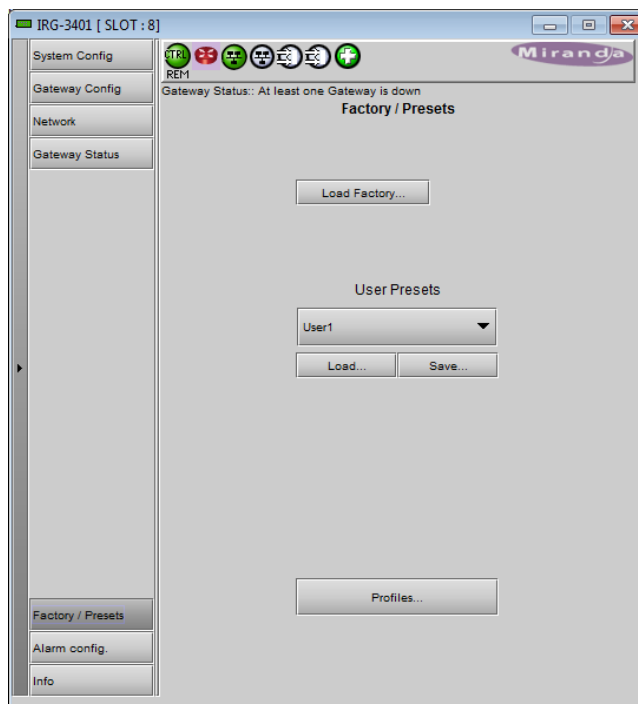 IRG-3401 [ SLOT : 8]
System Config
Gateway Config
Network
Gateway Status
CTRL
REM
Miranda
Gateway Status:: At least one Gateway is down
Factory / Presets
Load Factory...
User Presets
User1
Load... Save...
Profiles...
Factory / Presets
Alarm config.
Info